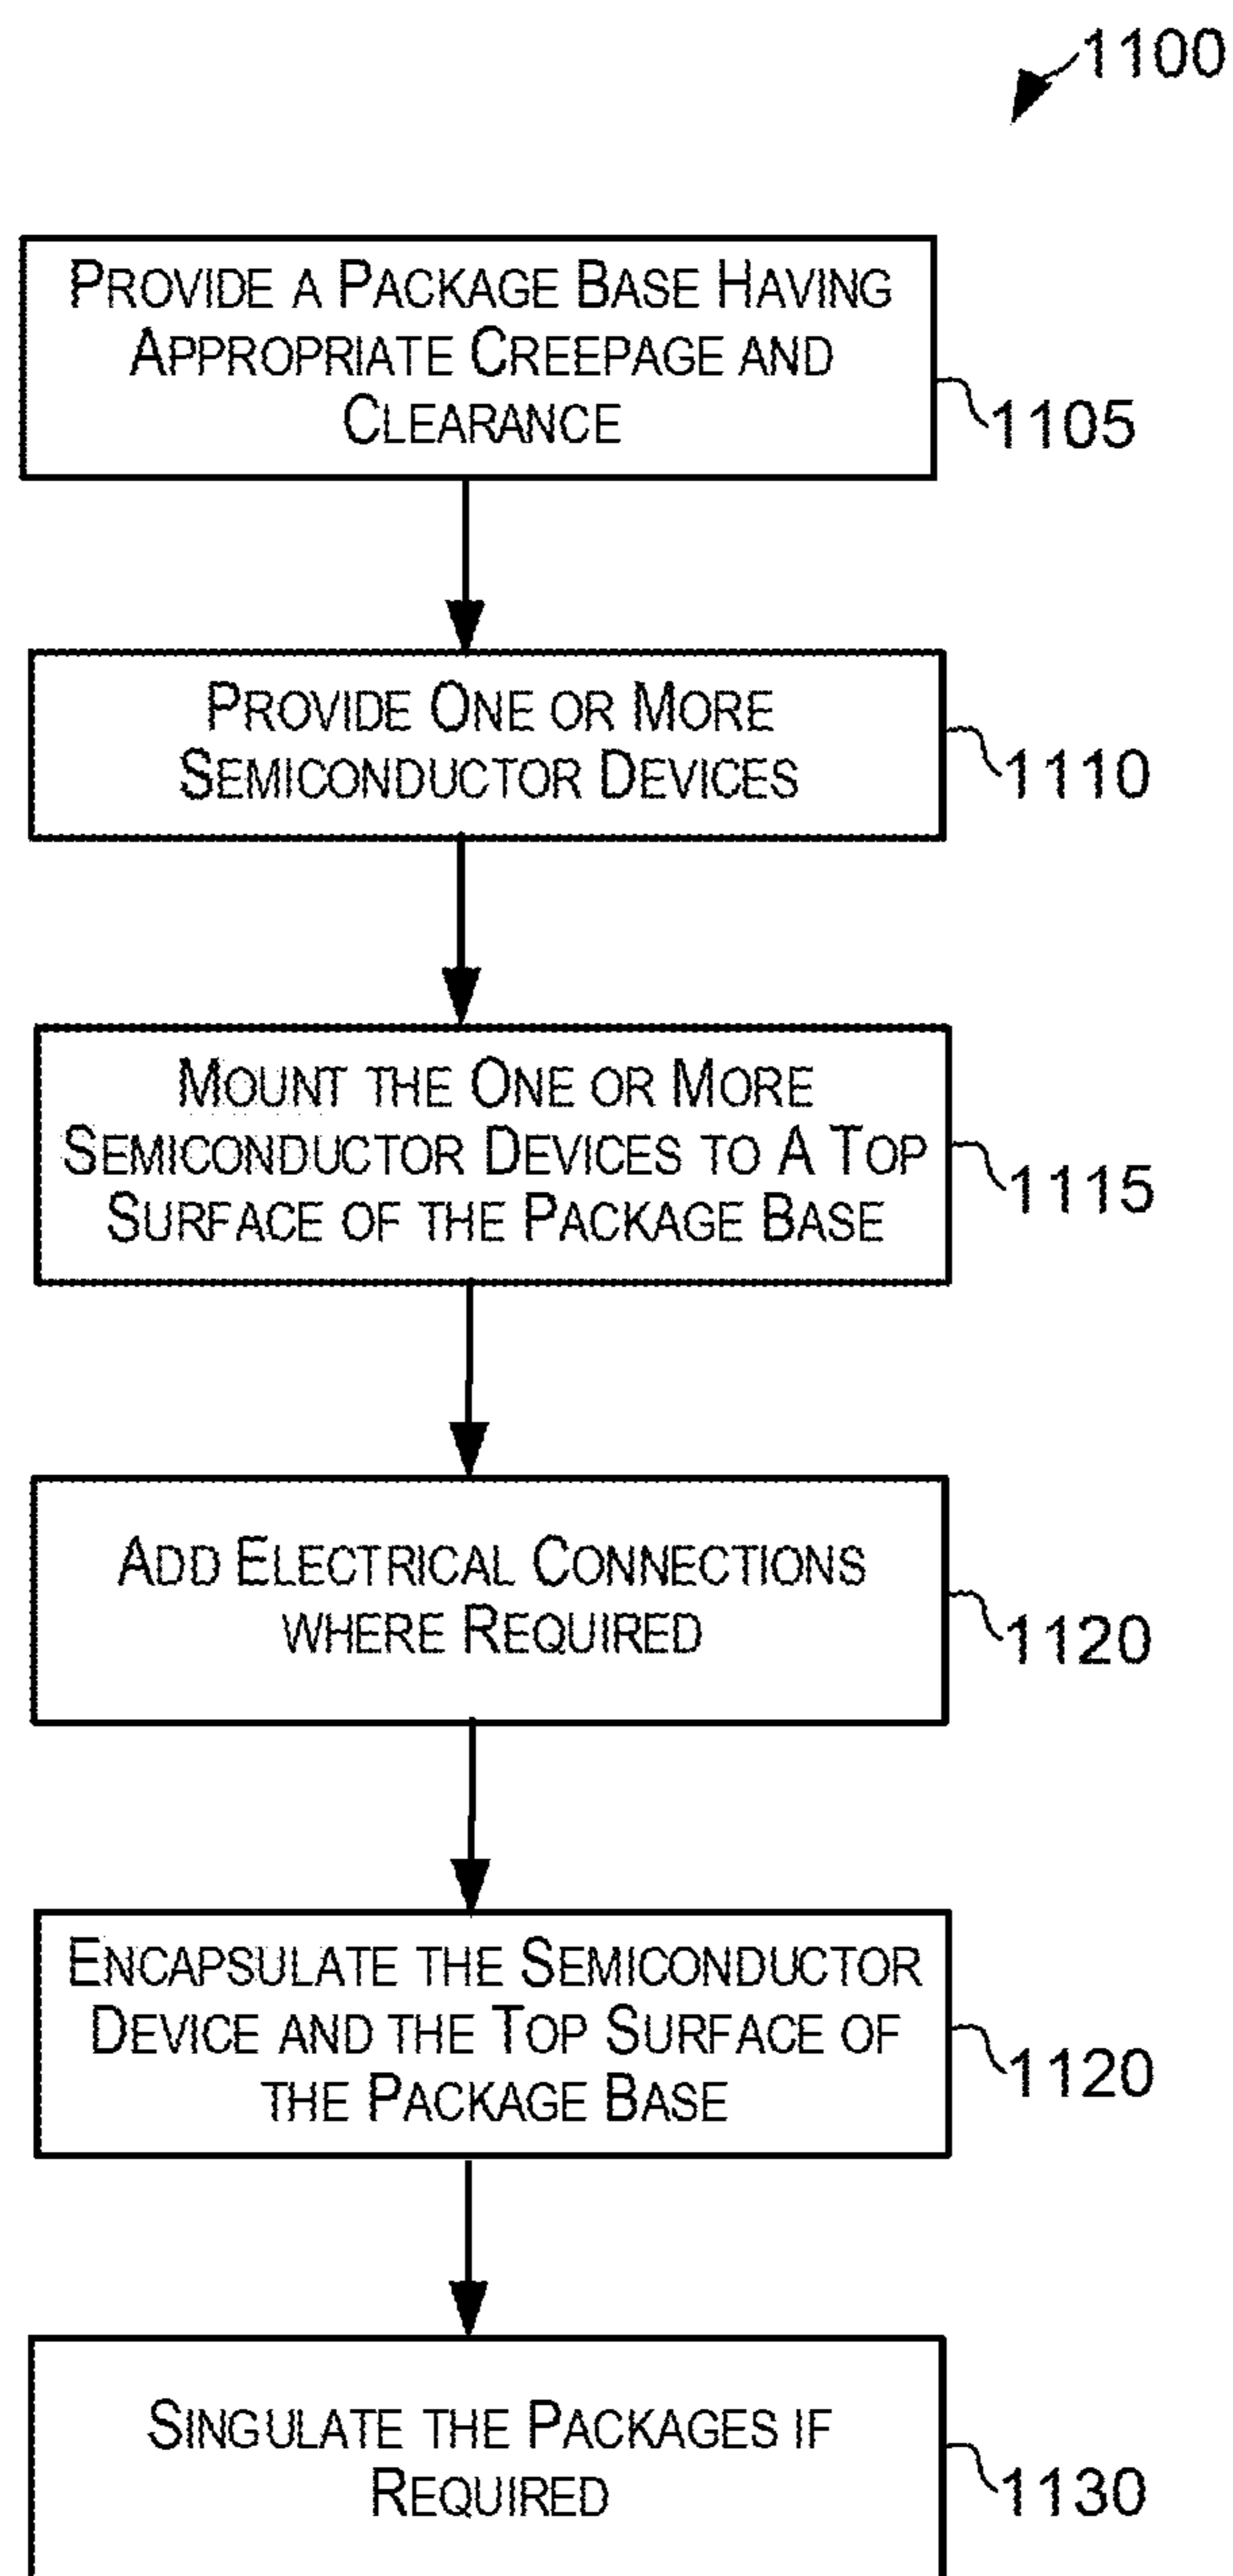 1100
PROVIDE A PACKAGE BASE HAVING
APPROPRIATE CREEPAGE AND
CLEARANCE
1105
PROVIDE ONE OR MORE
SEMICONDUCTOR DEVICES
1110
MOUNT THE ONE OR MORE
SEMICONDUCTOR DEVICES TO A TOP
SURFACE OF THE PACKAGE BASE
1115
ADD ELECTRICAL CONNECTIONS
WHERE REQUIRED
1120
ENCAPSULATE THE SEMICONDUCTOR
DEVICE AND THE TOP SURFACE OF
THE PACKAGE BASE
1120
SINGULATE THE PACKAGES IF
REQUIRED
1130